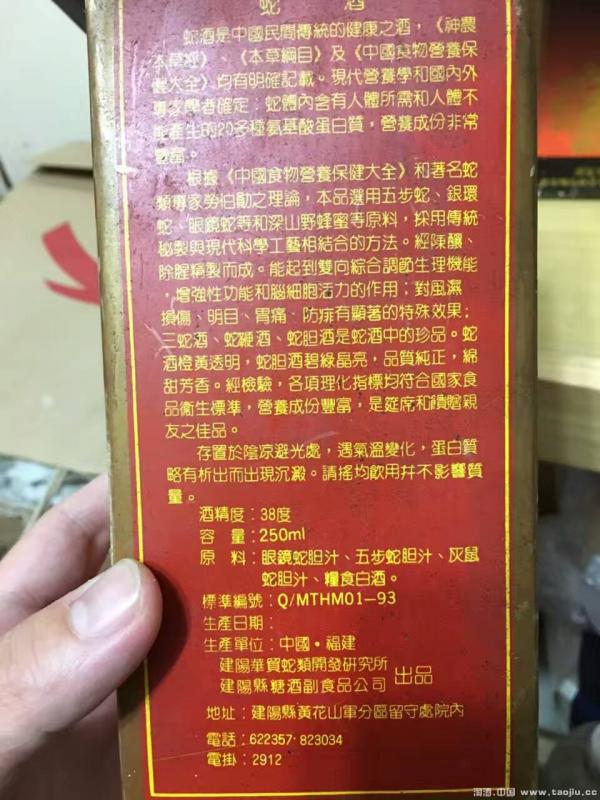 蛇 酒
蛇酒是中國民間傳統的健康之酒,《神農
本草經》、《本草綱目》及《中國食物營養保
健大全》均有明確記載。現代營養學和國内外
專家學者確定:蛇體内含有人體所需和人體不
能產生的20多種氨基酸蛋白質,營養成份非常
豐富。
根據《中國食物營養保健大全》和著名蛇
類專家勞伯勛之理論,本品選用五步蛇、銀環
蛇、眼鏡蛇等和深山野蜂蜜等原料,採用傳統
秘製與現代科學工藝相結合的方法。經陳釀、
除腥精製而成。能起到雙向綜合調節生理機能
,增強性功能和腦細胞活力的作用;對風濕
損傷、明目、胃痛、防痱有顯著的特殊效果;
三蛇酒、蛇鞭酒、蛇胆酒是蛇酒中的珍品。蛇
酒橙黃透明,蛇胆酒碧綠晶亮,品質純正,綿
甜芳香。經檢驗,各項理化指標均符合國家食
品衛生標準,營養成份豐富,是筵席和饋贈親
友之佳品。
存置於陰凉避光處,遇氣溫變化,蛋白質
略有析出而出現沉澱。請搖均飲用幷不影響質
量。
酒精度:38度
容 量:250ml
原 料:眼鏡蛇胆汁、五步蛇胆汁、灰鼠
蛇胆汁、糧食白酒。
標準編號:Q/MTHM01-93
生產日期:
生產單位:中國·福建
建陽華質蛇類開發研究所
建陽縣糖酒副食品公司 出品
地址:建陽縣黃花山軍分區留守處院内
電話:622357·823034
電掛:2912
淘酒.中国 www.taojiu.cc